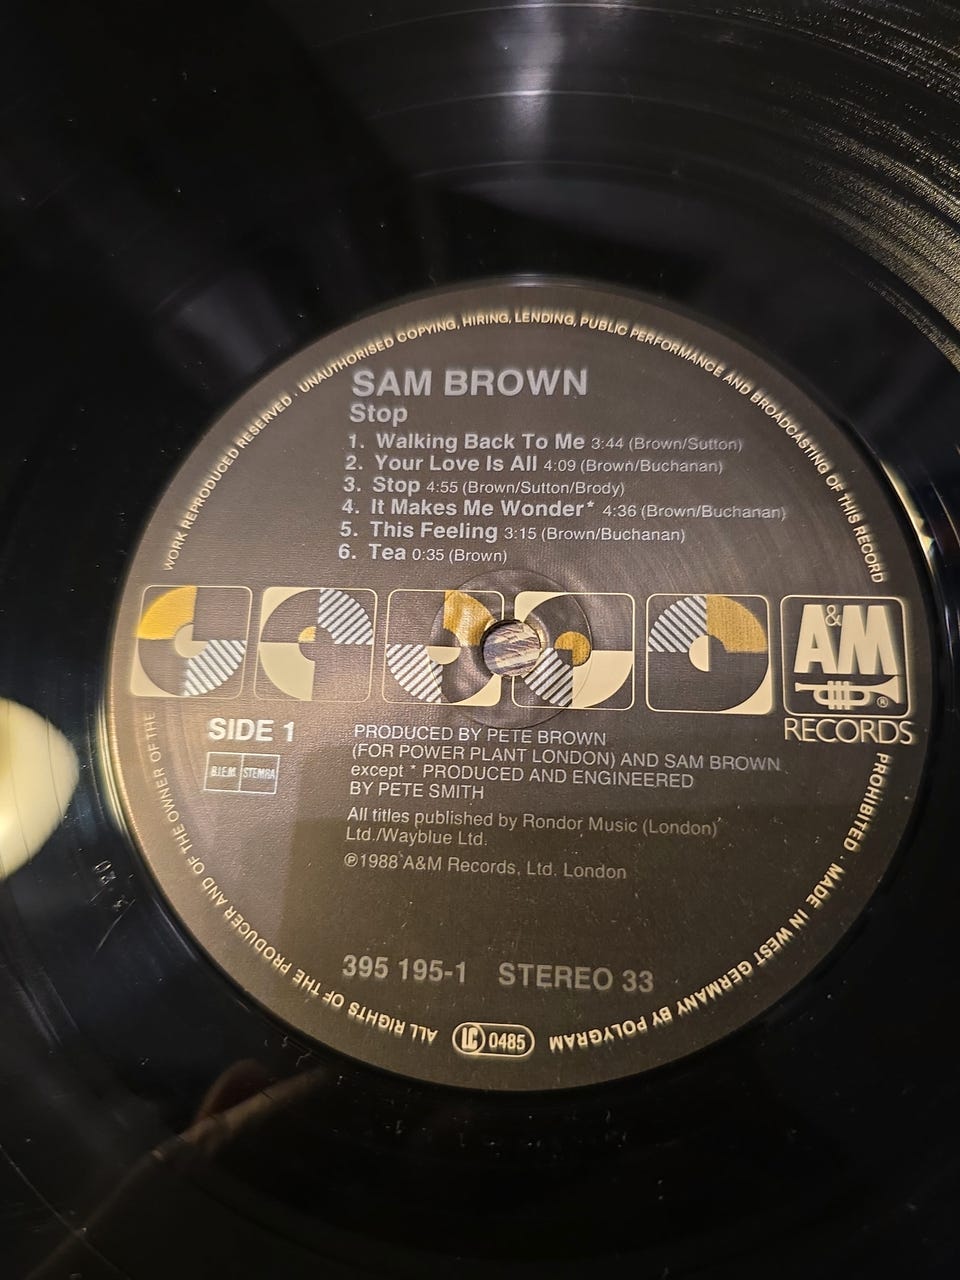 WORK REPRODUCED RESERVED · UNAUTHORISED COPYING, HIRING, LENDING, PUBLIC PERFORMANCE AND BROADCASTING OF THIS RECORD
SAM BROWN
Stop
1. Walking Back To Me 3:44 (Brown/Sutton)
2. Your Love Is All 4:09 (Brown/Buchanan)
3. Stop 4:55 (Brown/Sutton/Brody)
4. It Makes Me Wonder* 4:36 (Brown/Buchanan)
5. This Feeling 3:15 (Brown/Buchanan)
6. Tea 0:35 (Brown)
A&M
®
RECORDS
SIDE 1
B.I.E.M. STEMRA
PRODUCED BY PETE BROWN
(FOR POWER PLANT LONDON) AND SAM BROWN
except * PRODUCED AND ENGINEERED
BY PETE SMITH
All titles published by Rondor Music (London)
Ltd./Wayblue Ltd.
℗1988 A&M Records, Ltd. London
395 195-1 STEREO 33
PROHIBITED · MADE IN WEST GERMANY BY POLYGRAM
LC 0485
ALL RIGHTS OF THE PRODUCER AND OF THE OWNER OF THE